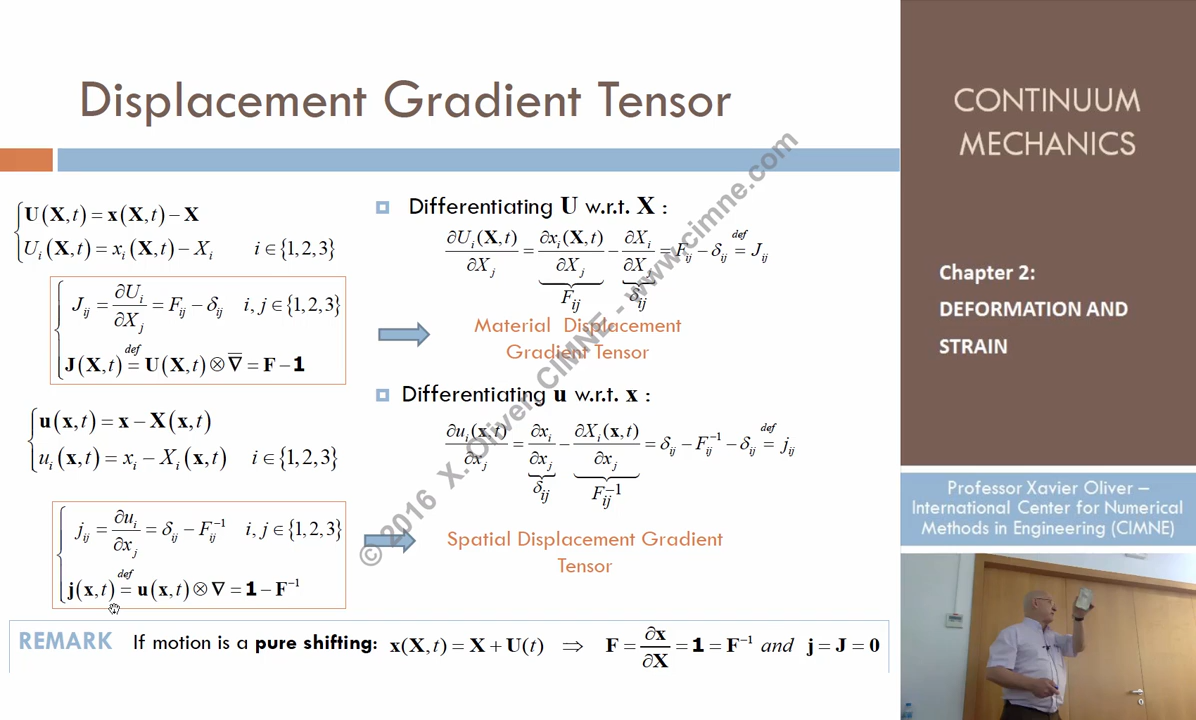 Displacement Gradient Tensor
U(X,t) = x(X,t) − X
U_i(X,t) = x_i(X,t) − X_i i ∈ {1,2,3}
J_ij = ∂U_i/∂X_j = F_ij − δ_ij i, j ∈ {1,2,3}
J(X,t) def= U(X,t) ⊗ ∇̅ = F − 1
u(x,t) = x − X(x,t)
u_i(x,t) = x_i − X_i(x,t) i ∈ {1,2,3}
j_ij = ∂u_i/∂x_j = δ_ij − F_ij^−1 i, j ∈ {1,2,3}
j(x,t) def= u(x,t) ⊗ ∇ = 1 − F^−1
Differentiating U w.r.t. X :
∂U_i(X,t)/∂X_j = ∂x_i(X,t)/∂X_j − ∂X_i/∂X_j = F_ij − δ_ij def= J_ij
F_ij δ_ij
Material Displacement
Gradient Tensor
Differentiating u w.r.t. x :
∂u_i(x,t)/∂x_j = ∂x_i/∂x_j − ∂X_i(x,t)/∂x_j = δ_ij − F_ij^−1 − δ_ij def= j_ij
δ_ij F_ij^−1
Spatial Displacement Gradient
Tensor
REMARK If motion is a pure shifting: x(X,t) = X + U(t) ⇒ F = ∂x/∂X = 1 = F^−1 and j = J = 0
© 2016 X. Oliver, CIMNE - www.cimne.com
CONTINUUM
MECHANICS
Chapter 2:
DEFORMATION AND
STRAIN
Professor Xavier Oliver –
International Center for Numerical
Methods in Engineering (CIMNE)